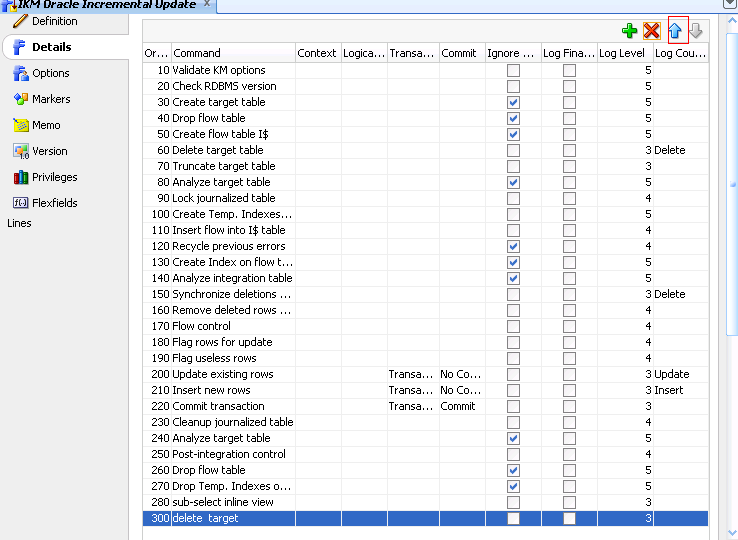 IKM Oracle Incremental Update ×
Definition
Details
Options
Markers
Memo
Version
Privileges
Flexfields
Lines
Or... Command Context Logica... Transa... Commit Ignore ... Log Fina... Log Level Log Cou...
10 Validate KM options 5
20 Check RDBMS version 5
30 Create target table 5
40 Drop flow table 5
50 Create flow table I$ 5
60 Delete target table 3 Delete
70 Truncate target table 3
80 Analyze target table 5
90 Lock journalized table 4
100 Create Temp. Indexes... 5
110 Insert flow into I$ table 4
120 Recycle previous errors 4
130 Create Index on flow t... 5
140 Analyze integration table 5
150 Synchronize deletions ... 3 Delete
160 Remove deleted rows ... 4
170 Flow control 4
180 Flag rows for update 4
190 Flag useless rows 4
200 Update existing rows Transa... No Co... 3 Update
210 Insert new rows Transa... No Co... 3 Insert
220 Commit transaction Transa... Commit 3
230 Cleanup journalized table 4
240 Analyze target table 5
250 Post-integration control 4
260 Drop flow table 5
270 Drop Temp. Indexes o... 5
280 sub-select inline view 3
300 delete target 3